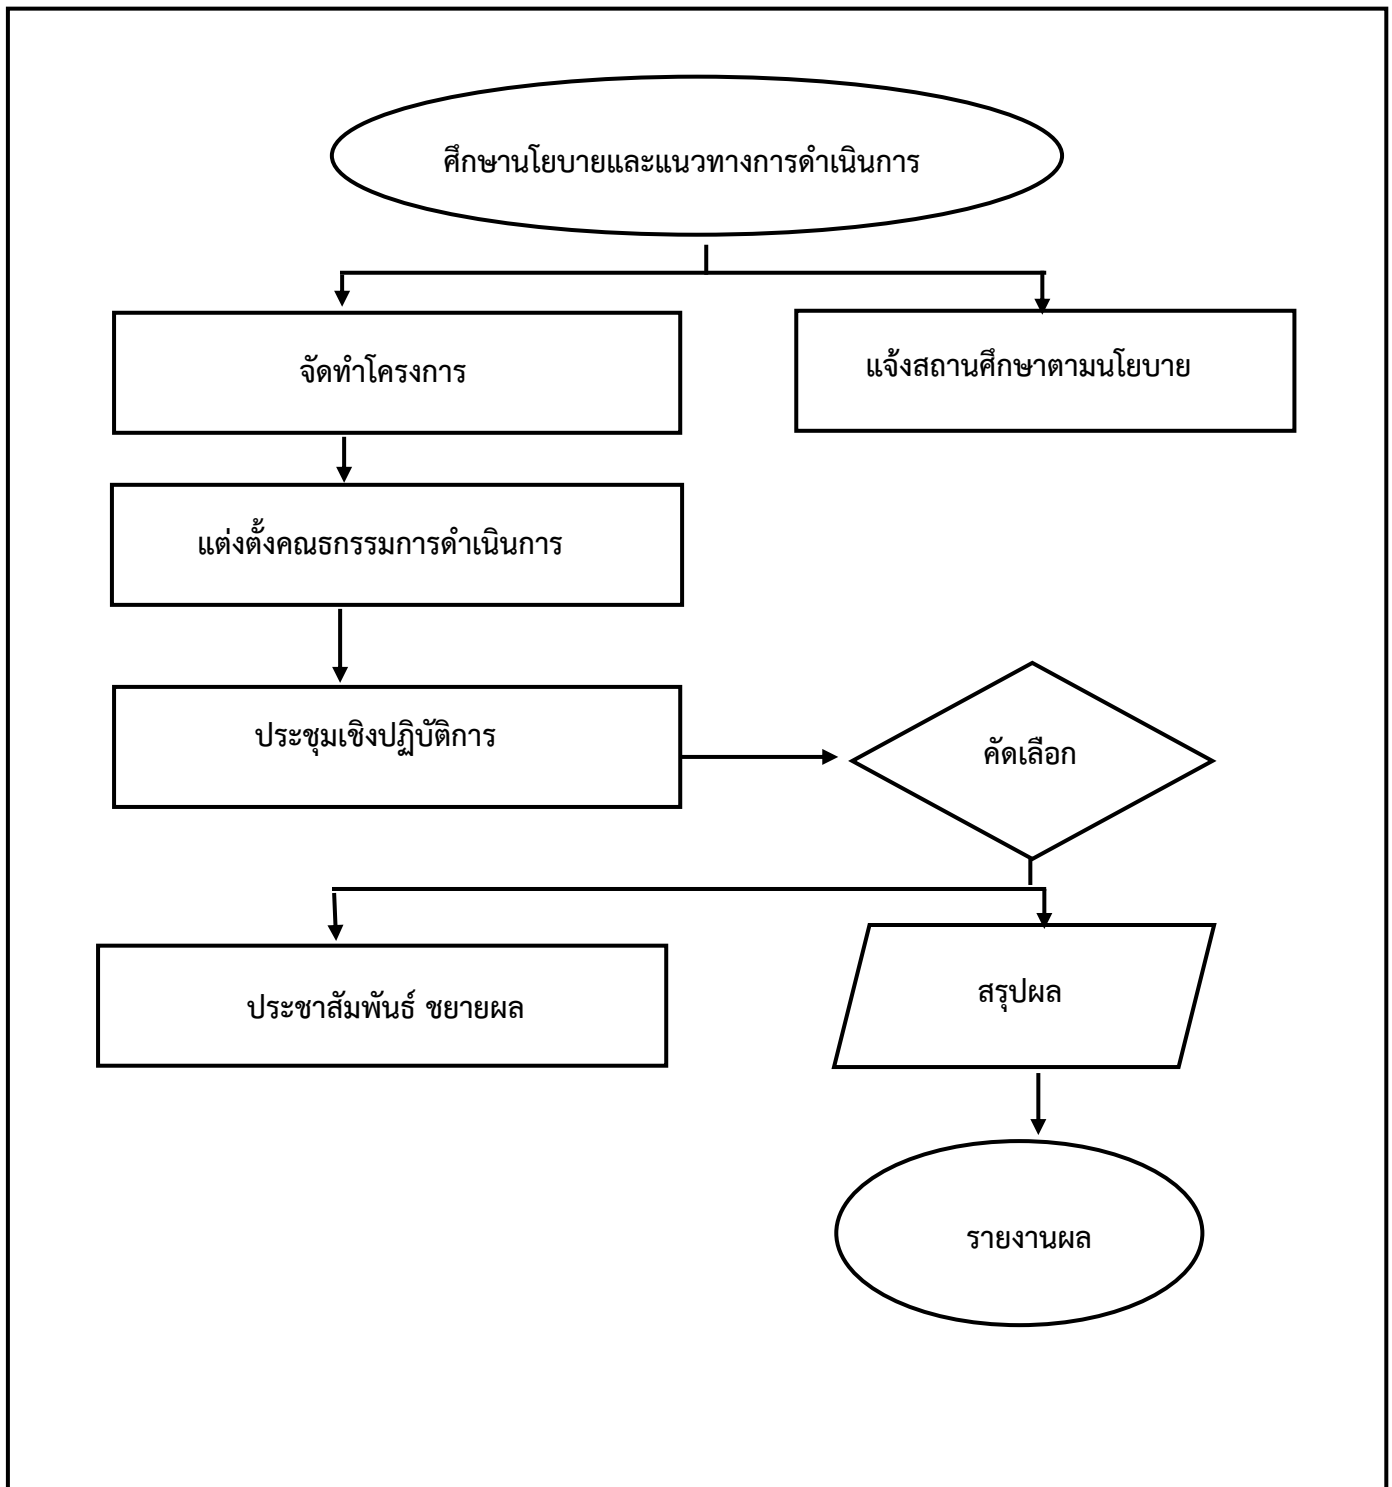 ศึกษานโยบายและแนวทางการดำเนินการ
จัดทำโครงการ
แจ้งสถานศึกษาตามนโยบาย
แต่งตั้งคณธกรรมการดำเนินการ
ประชุมเชิงปฏิบัติการ
คัดเลือก
ประชาสัมพันธ์ ชยายผล
สรุปผล
รายงานผล